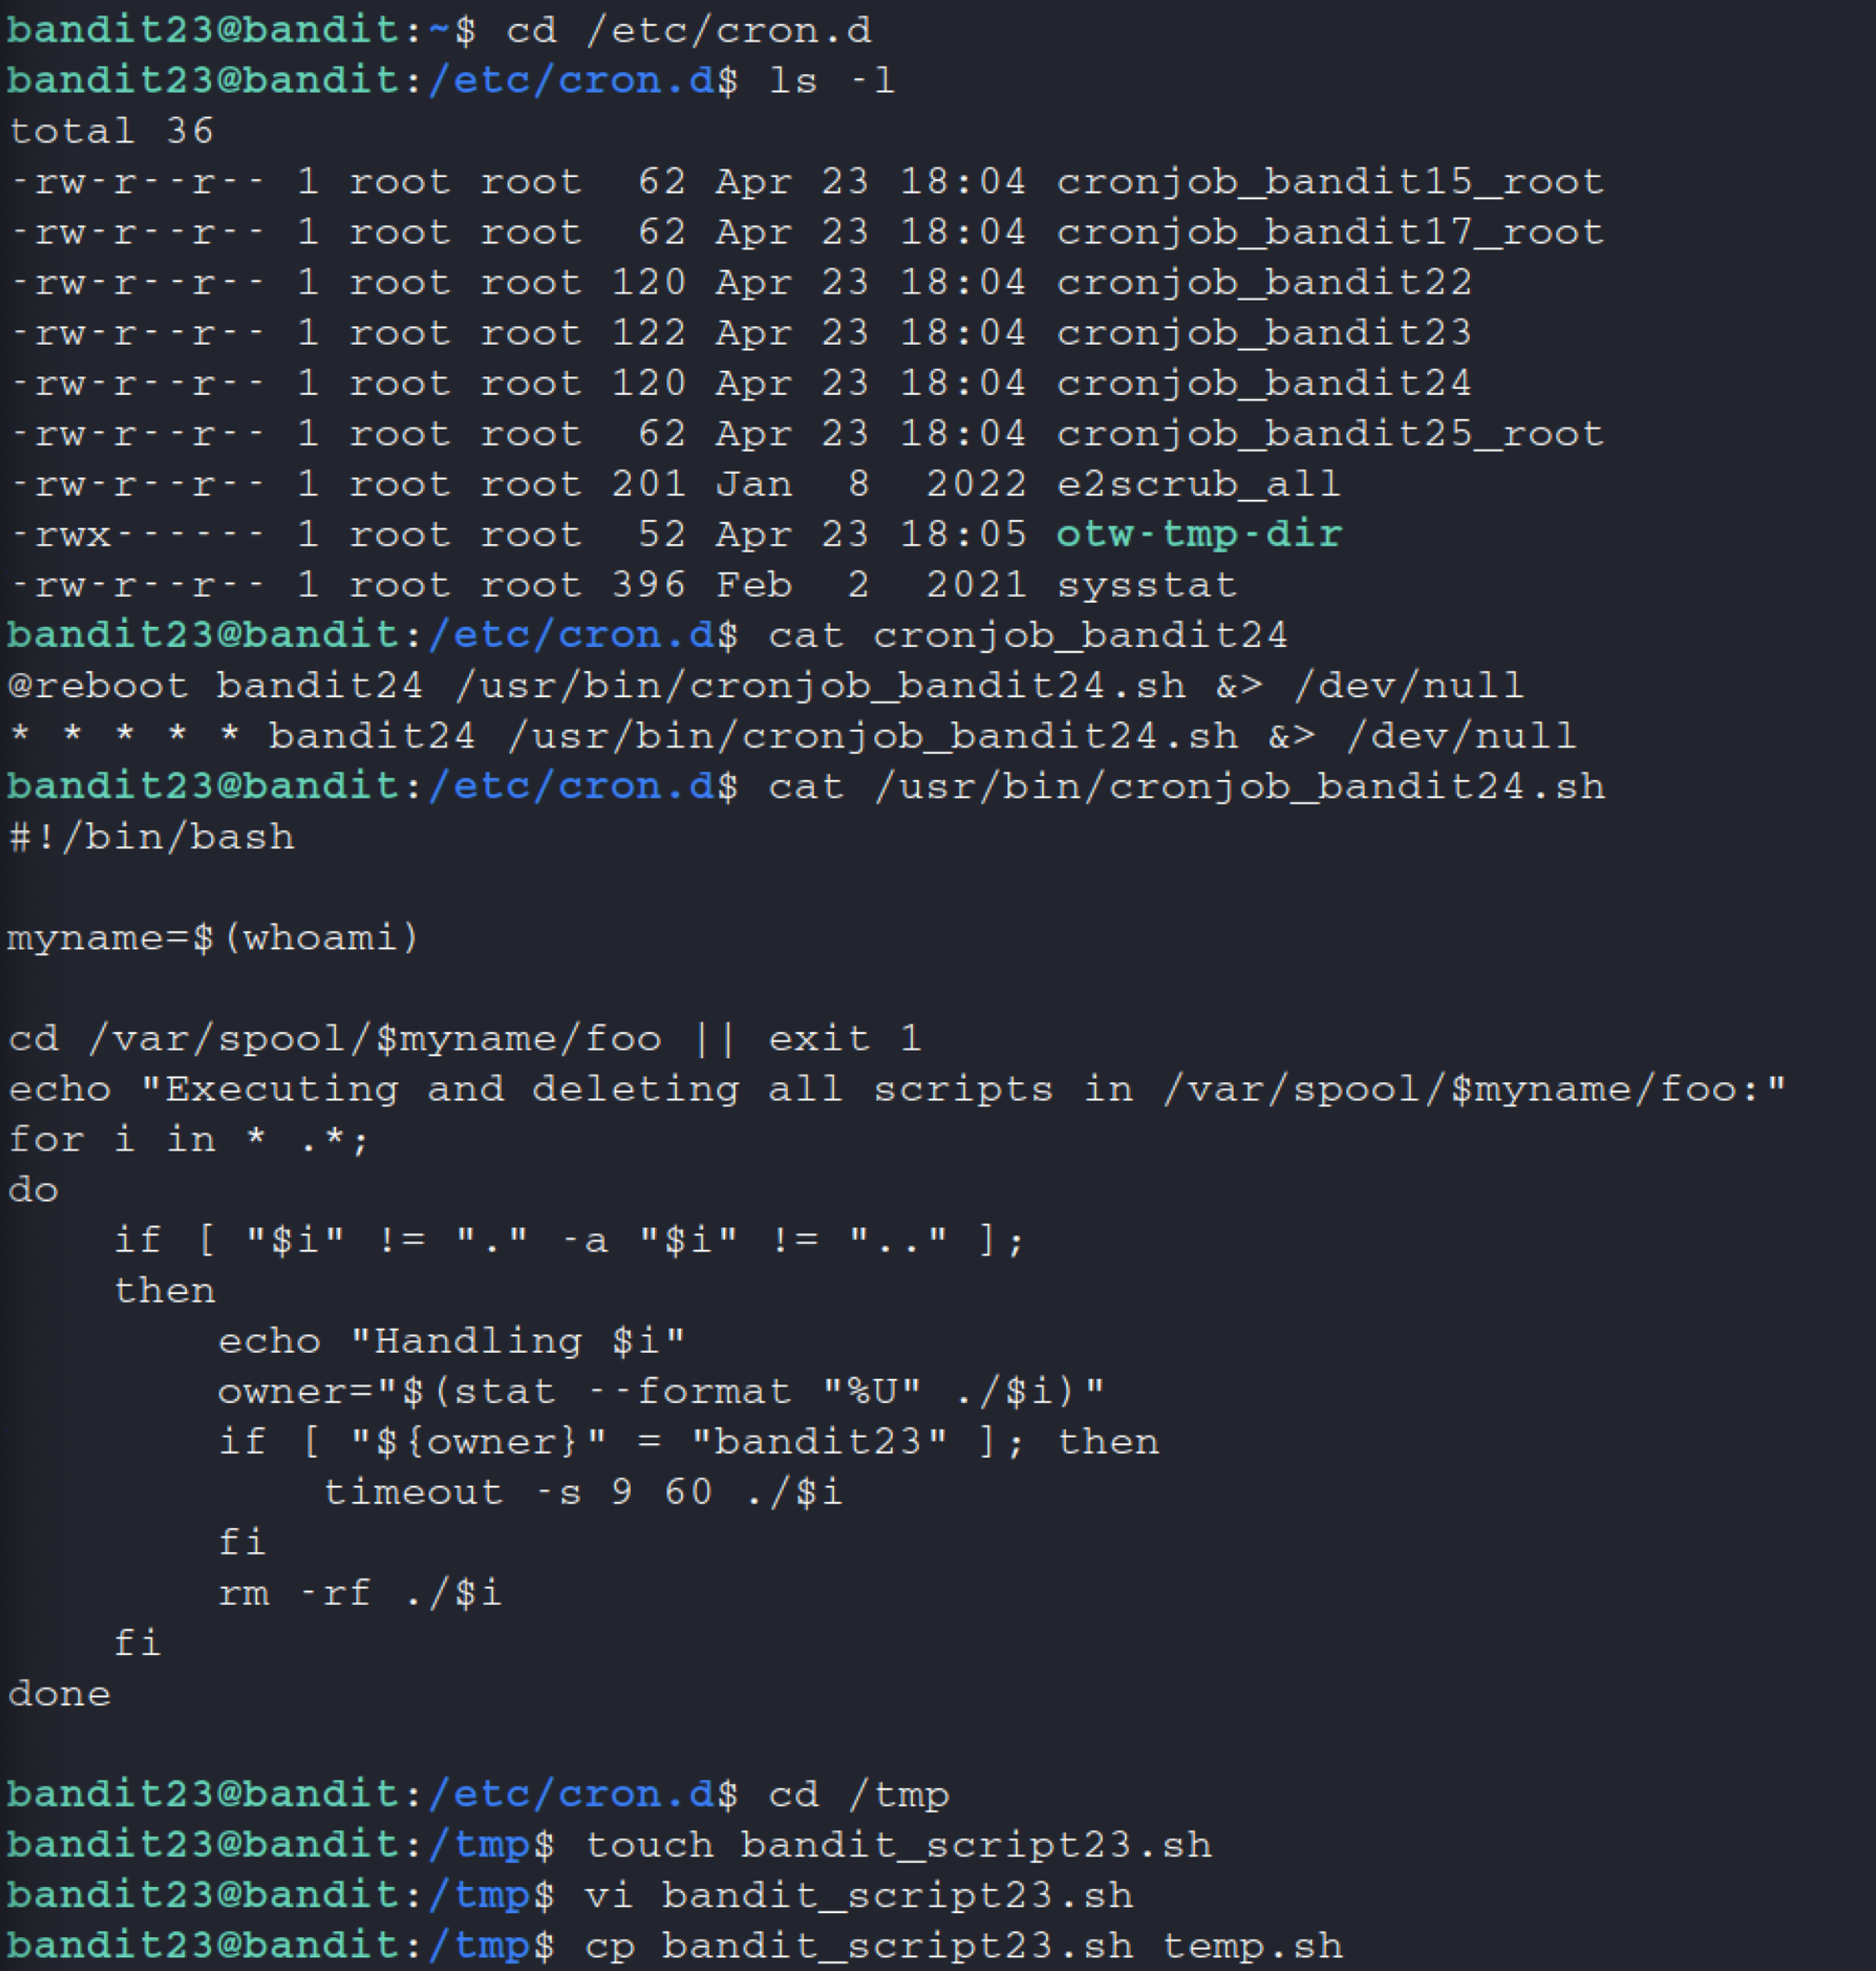 bandit23@bandit:~$ cd /etc/cron.d
bandit23@bandit:/etc/cron.d$ ls -l
total 36
-rw-r--r-- 1 root root  62 Apr 23 18:04 cronjob_bandit15_root
-rw-r--r-- 1 root root  62 Apr 23 18:04 cronjob_bandit17_root
-rw-r--r-- 1 root root 120 Apr 23 18:04 cronjob_bandit22
-rw-r--r-- 1 root root 122 Apr 23 18:04 cronjob_bandit23
-rw-r--r-- 1 root root 120 Apr 23 18:04 cronjob_bandit24
-rw-r--r-- 1 root root  62 Apr 23 18:04 cronjob_bandit25_root
-rw-r--r-- 1 root root 201 Jan  8  2022 e2scrub_all
-rwx------ 1 root root  52 Apr 23 18:05 otw-tmp-dir
-rw-r--r-- 1 root root 396 Feb  2  2021 sysstat
bandit23@bandit:/etc/cron.d$ cat cronjob_bandit24
@reboot bandit24 /usr/bin/cronjob_bandit24.sh &> /dev/null
* * * * * bandit24 /usr/bin/cronjob_bandit24.sh &> /dev/null
bandit23@bandit:/etc/cron.d$ cat /usr/bin/cronjob_bandit24.sh
#!/bin/bash

myname=$(whoami)

cd /var/spool/$myname/foo || exit 1
echo "Executing and deleting all scripts in /var/spool/$myname/foo:"
for i in * .*;
do
    if [ "$i" != "." -a "$i" != ".." ];
    then
        echo "Handling $i"
        owner="$(stat --format "%U" ./$i)"
        if [ "${owner}" = "bandit23" ]; then
            timeout -s 9 60 ./$i
        fi
        rm -rf ./$i
    fi
done

bandit23@bandit:/etc/cron.d$ cd /tmp
bandit23@bandit:/tmp$ touch bandit_script23.sh
bandit23@bandit:/tmp$ vi bandit_script23.sh
bandit23@bandit:/tmp$ cp bandit_script23.sh temp.sh